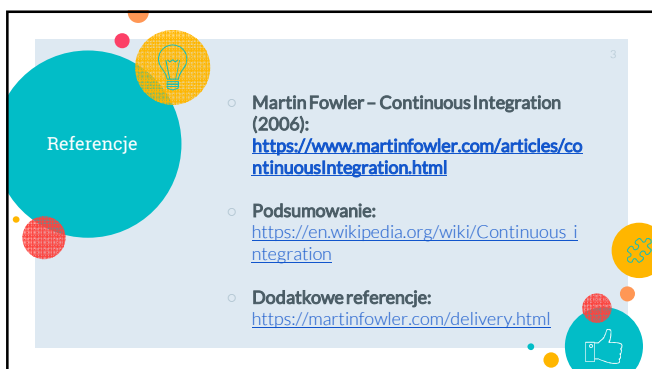 3
Referencje
○ Martin Fowler – Continuous Integration
(2006):
https://www.martinfowler.com/articles/co
ntinuousIntegration.html
○ Podsumowanie:
https://en.wikipedia.org/wiki/Continuous_i
ntegration
○ Dodatkowe referencje:
https://martinfowler.com/delivery.html